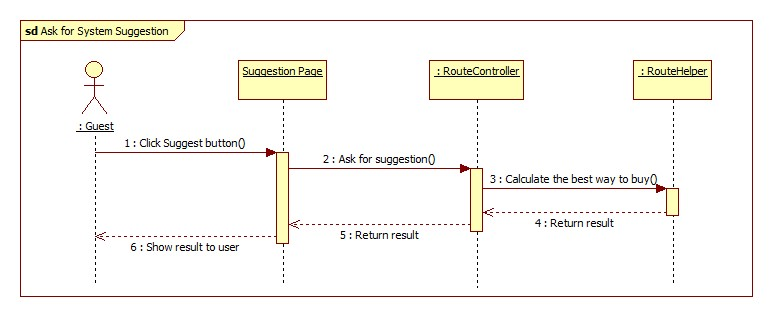 sd Ask for System Suggestion
Suggestion Page
: RouteController
: RouteHelper
: Guest
1 : Click Suggest button()
2 : Ask for suggestion()
3 : Calculate the best way to buy()
4 : Return result
5 : Return result
6 : Show result to user